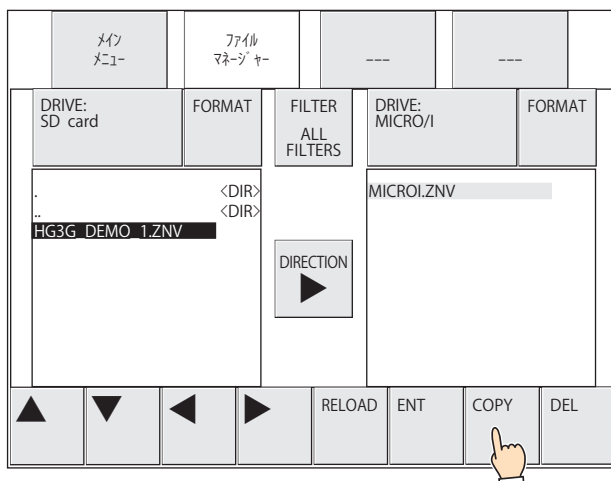 メイン
メニュー
ファイル
マネージャー
---
---
DRIVE:
SD card
FORMAT
FILTER
ALL
FILTERS
DRIVE:
MICRO/I
FORMAT
. <DIR>
.. <DIR>
HG3G_DEMO_1.ZNV
MICROI.ZNV
DIRECTION
RELOAD
ENT
COPY
DEL